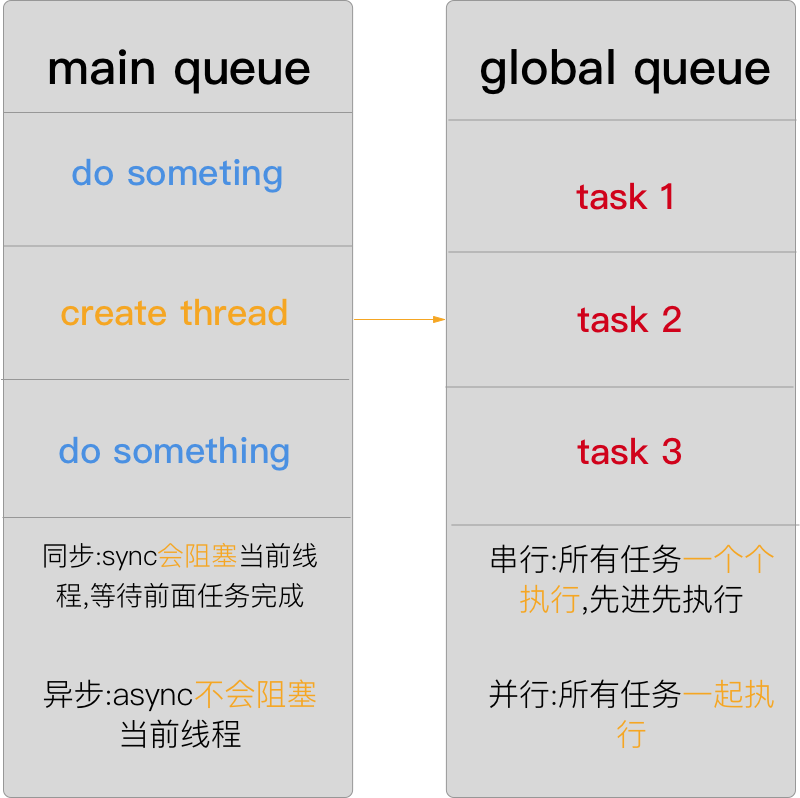 main queue
do someting
create thread
do something
同步:sync会阻塞当前线
程,等待前面任务完成
异步:async不会阻塞
当前线程
global queue
task 1
task 2
task 3
串行:所有任务一个个
执行,先进先执行
并行:所有任务一起执
行